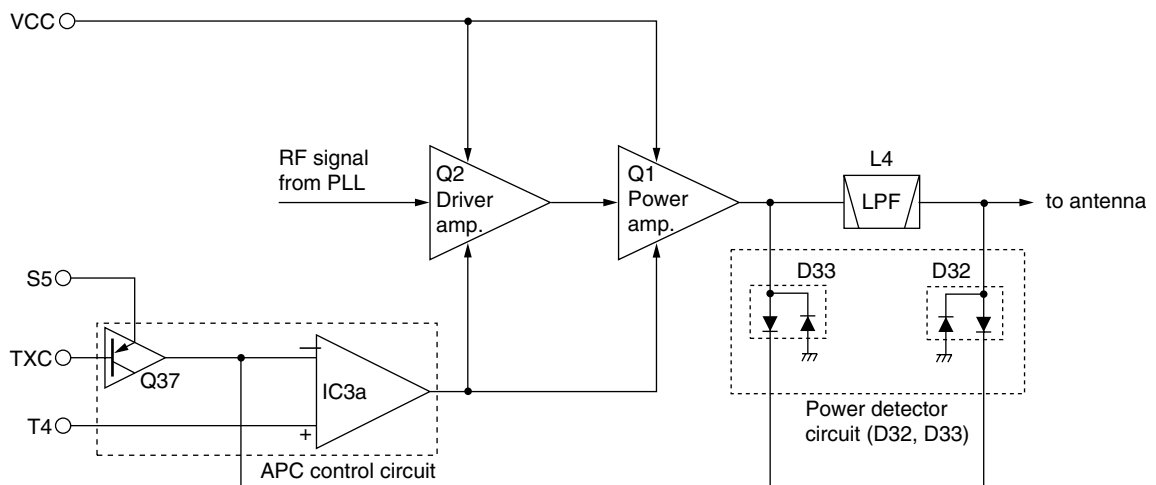 VCC
RF signal
from PLL
Q2
Driver
amp.
Q1
Power
amp.
L4
LPF
to antenna
S5
TXC
Q37
T4
IC3a
+
APC control circuit
D33
D32
Power detector
circuit (D32, D33)